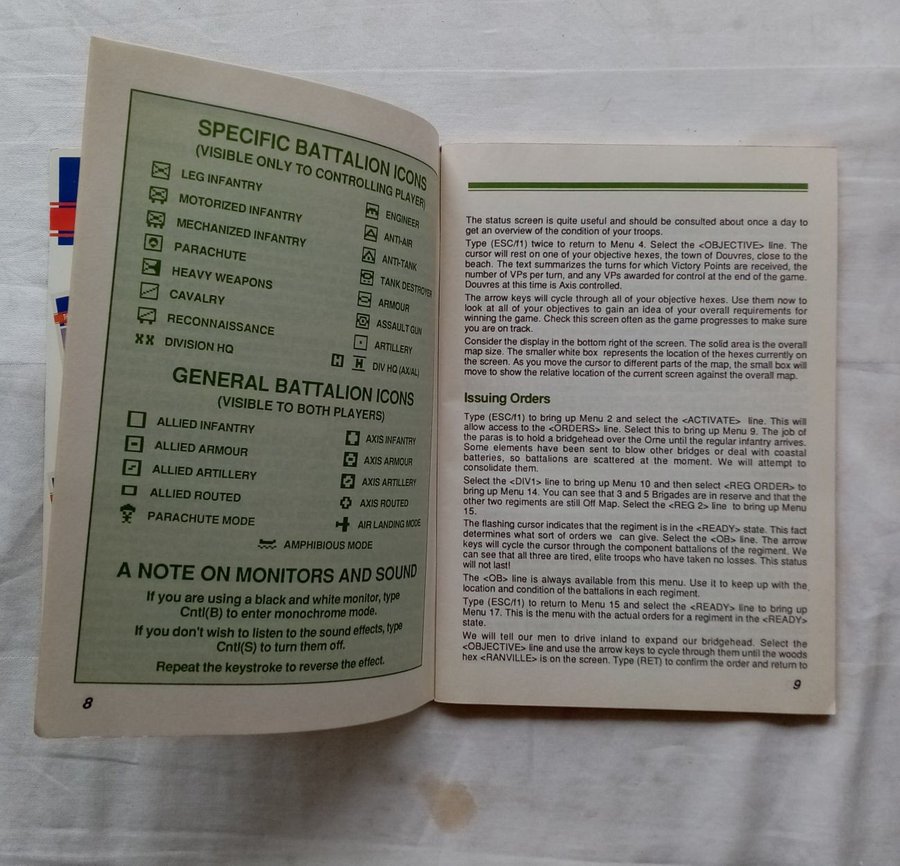 SPECIFIC BATTALION ICONS
(VISIBLE ONLY TO CONTROLLING PLAYER)
LEG INFANTRY
MOTORIZED INFANTRY
MECHANIZED INFANTRY
PARACHUTE
HEAVY WEAPONS
CAVALRY
RECONNAISSANCE
XX DIVISION HQ
ENGINEER
ANTI-AIR
ANTI-TANK
TANK DESTROYER
ARMOUR
ASSAULT GUN
ARTILLERY
H H DIV HQ (AX/AL)
GENERAL BATTALION ICONS
(VISIBLE TO BOTH PLAYERS)
ALLIED INFANTRY
ALLIED ARMOUR
ALLIED ARTILLERY
ALLIED ROUTED
PARACHUTE MODE
AXIS INFANTRY
AXIS ARMOUR
AXIS ARTILLERY
AXIS ROUTED
AIR LANDING MODE
AMPHIBIOUS MODE
A NOTE ON MONITORS AND SOUND
If you are using a black and white monitor, type
Cntl(B) to enter monochrome mode.
If you don't wish to listen to the sound effects, type
Cntl(S) to turn them off.
Repeat the keystroke to reverse the effect.
8
The status screen is quite useful and should be consulted about once a day to
get an overview of the condition of your troops.
Type (ESC/f1) twice to return to Menu 4. Select the <OBJECTIVE> line. The
cursor will rest on one of your objective hexes, the town of Douvres, close to the
beach. The text summarizes the turns for which Victory Points are received, the
number of VPs per turn, and any VPs awarded for control at the end of the game.
Douvres at this time is Axis controlled.
The arrow keys will cycle through all of your objective hexes. Use them now to
look at all of your objectives to gain an idea of your overall requirements for
winning the game. Check this screen often as the game progresses to make sure
you are on track.
Consider the display in the bottom right of the screen. The solid area is the overall
map size. The smaller white box represents the location of the hexes currently on
the screen. As you move the cursor to different parts of the map, the small box will
move to show the relative location of the current screen against the overall map.
Issuing Orders
Type (ESC/f1) to bring up Menu 2 and select the <ACTIVATE> line. This will
allow access to the <ORDERS> line. Select this to bring up Menu 9. The job of
the paras is to hold a bridgehead over the Orne until the regular infantry arrives.
Some elements have been sent to blow other bridges or deal with coastal
batteries, so battalions are scattered at the moment. We will attempt to
consolidate them.
Select the <DIV1> line to bring up Menu 10 and then select <REG ORDER> to
bring up Menu 14. You can see that 3 and 5 Brigades are in reserve and that the
other two regiments are still Off Map. Select the <REG 2> line to bring up Menu
15.
The flashing cursor indicates that the regiment is in the <READY> state. This fact
determines what sort of orders we can give. Select the <OB> line. The arrow
keys will cycle the cursor through the component battalions of the regiment. We
can see that all three are tired, elite troops who have taken no losses. This status
will not last!
The <OB> line is always available from this menu. Use it to keep up with the
location and condition of the battalions in each regiment.
Type (ESC/f1) to return to Menu 15 and select the <READY> line to bring up
Menu 17. This is the menu with the actual orders for a regiment in the <READY>
state.
We will tell our men to drive inland to expand our bridgehead. Select the
<OBJECTIVE> line and use the arrow keys to cycle through them until the woods
hex <RANVILLE> is on the screen. Type (RET) to confirm the order and return to
9